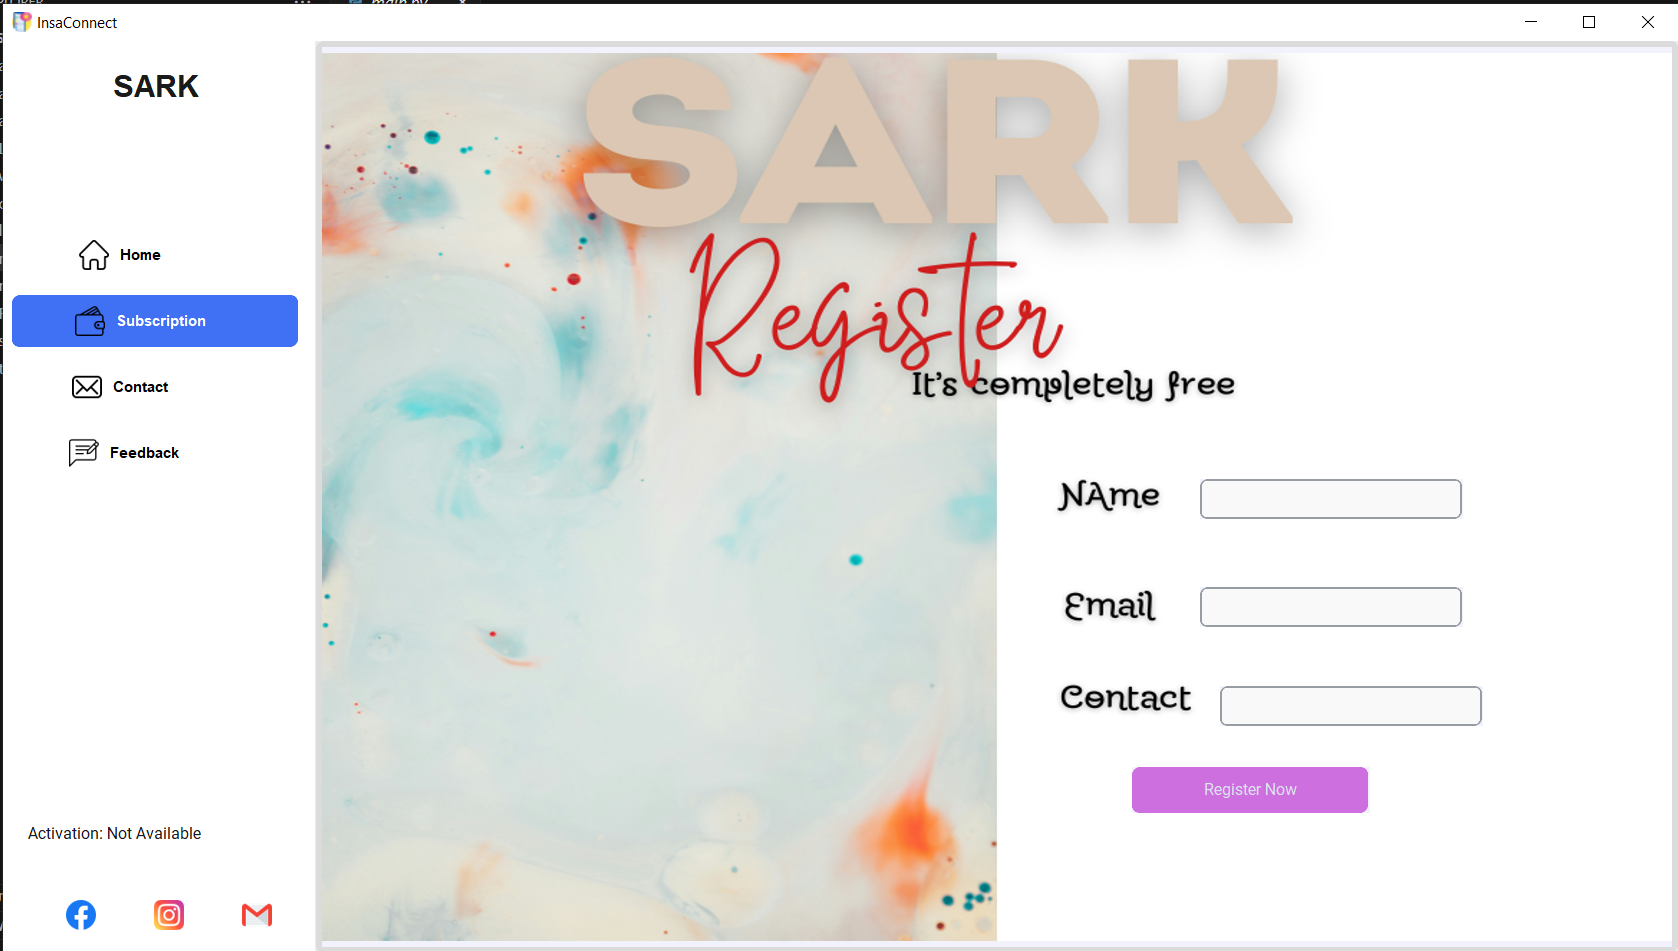 InsaConnect
SARK
Home
Subscription
Contact
Feedback
Activation: Not Available
SARK
Register
It's completely free
NAme
Email
Contact
Register Now